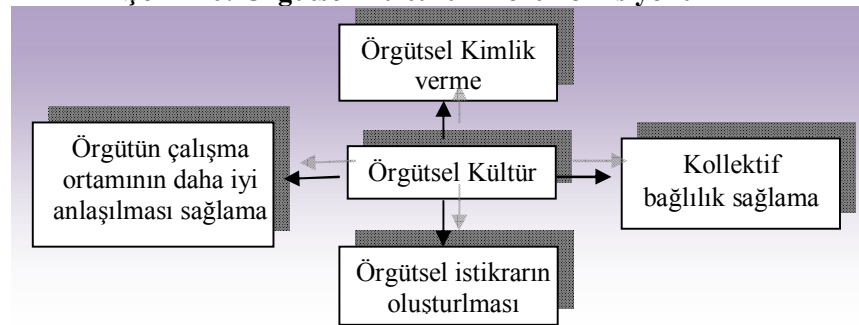 Örgütsel Kimlik
verme
Örgütün çalışma
ortamının daha iyi
anlaşılması sağlama
Örgütsel Kültür
Kollektif
bağlılık sağlama
Örgütsel istikrarın
oluşturlması